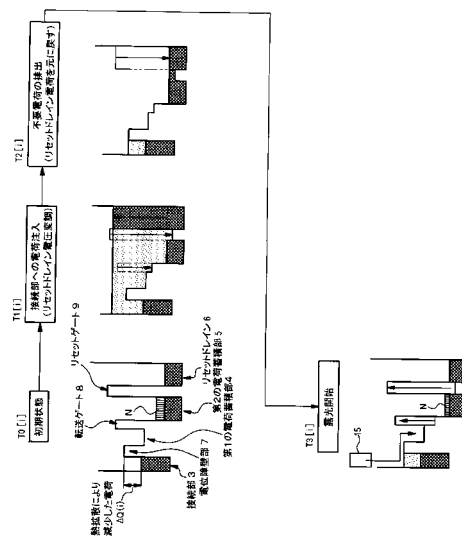 T0 [i]
初期状態
T1 [i]
接続部への電荷注入
(リセットドレイン電圧変調)
T2 [i]
不要電荷の排出
(リセットドレイン電荷を元に戻す)
熱拡散により
減少した電荷
ΔQ(i)
転送ゲート 8
リセットゲート 9
N
リセットドレイン 6
第2の電荷蓄積部 5
第1の電荷蓄積部 4
電位障壁部 7
接続部 3
T3 [i]
露光開始
15
N